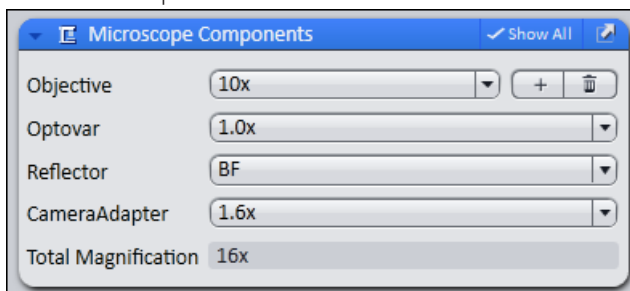 Microscope Components Show All
Objective 10x +
Optovar 1.0x
Reflector BF
CameraAdapter 1.6x
Total Magnification 16x